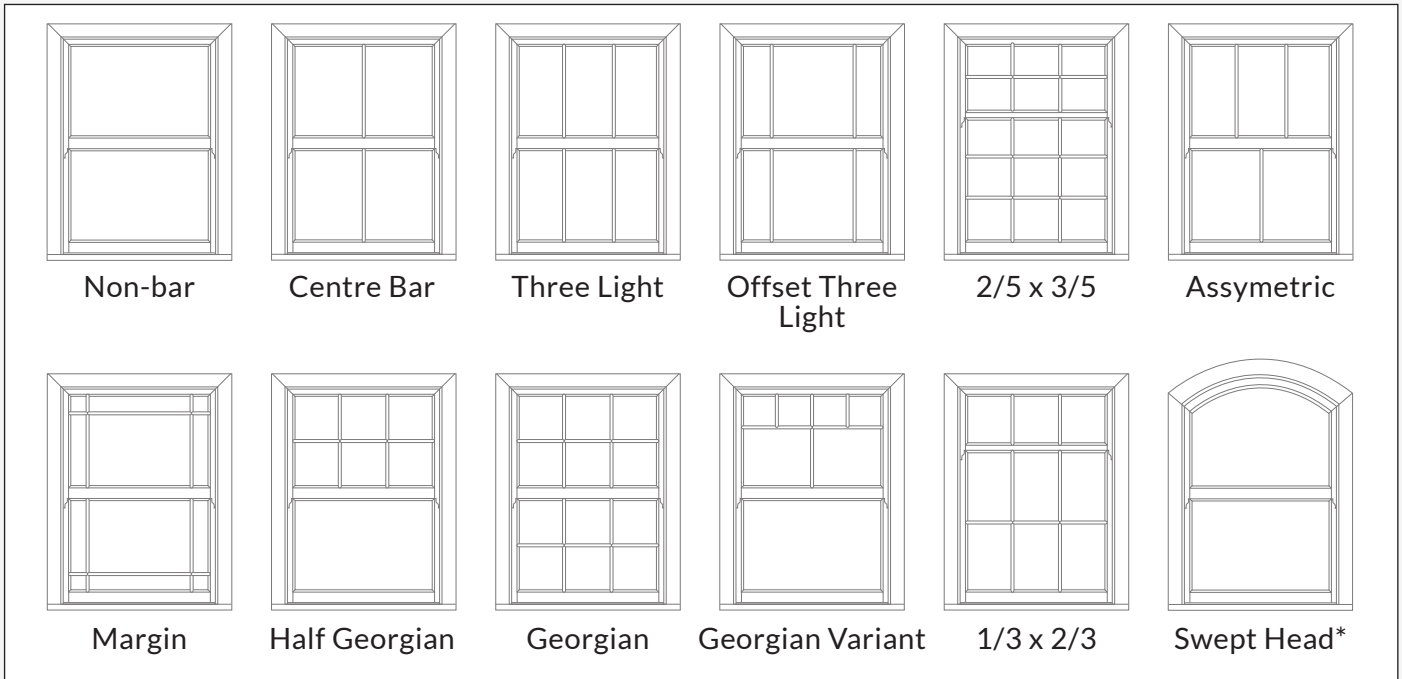 Non-bar
Centre Bar
Three Light
Offset Three
Light
2/5 x 3/5
Assymetric
Margin
Half Georgian
Georgian
Georgian Variant
1/3 x 2/3
Swept Head*